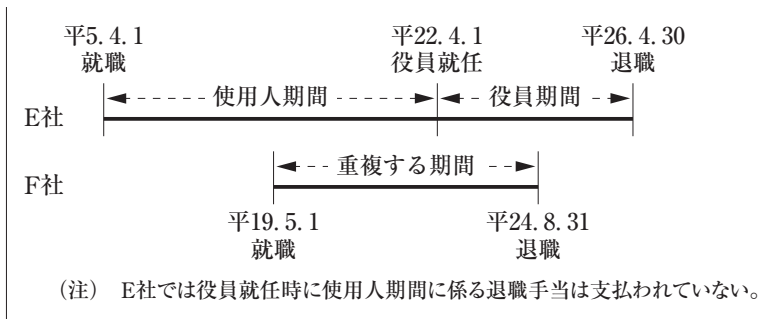 平5.4.1 平22.4.1 平26.4.30
就職 役員就任 退職
使用人期間 役員期間
E社
重複する期間
F社
平19.5.1 平24.8.31
就職 退職
(注) E社では役員就任時に使用人期間に係る退職手当は支払われていない。